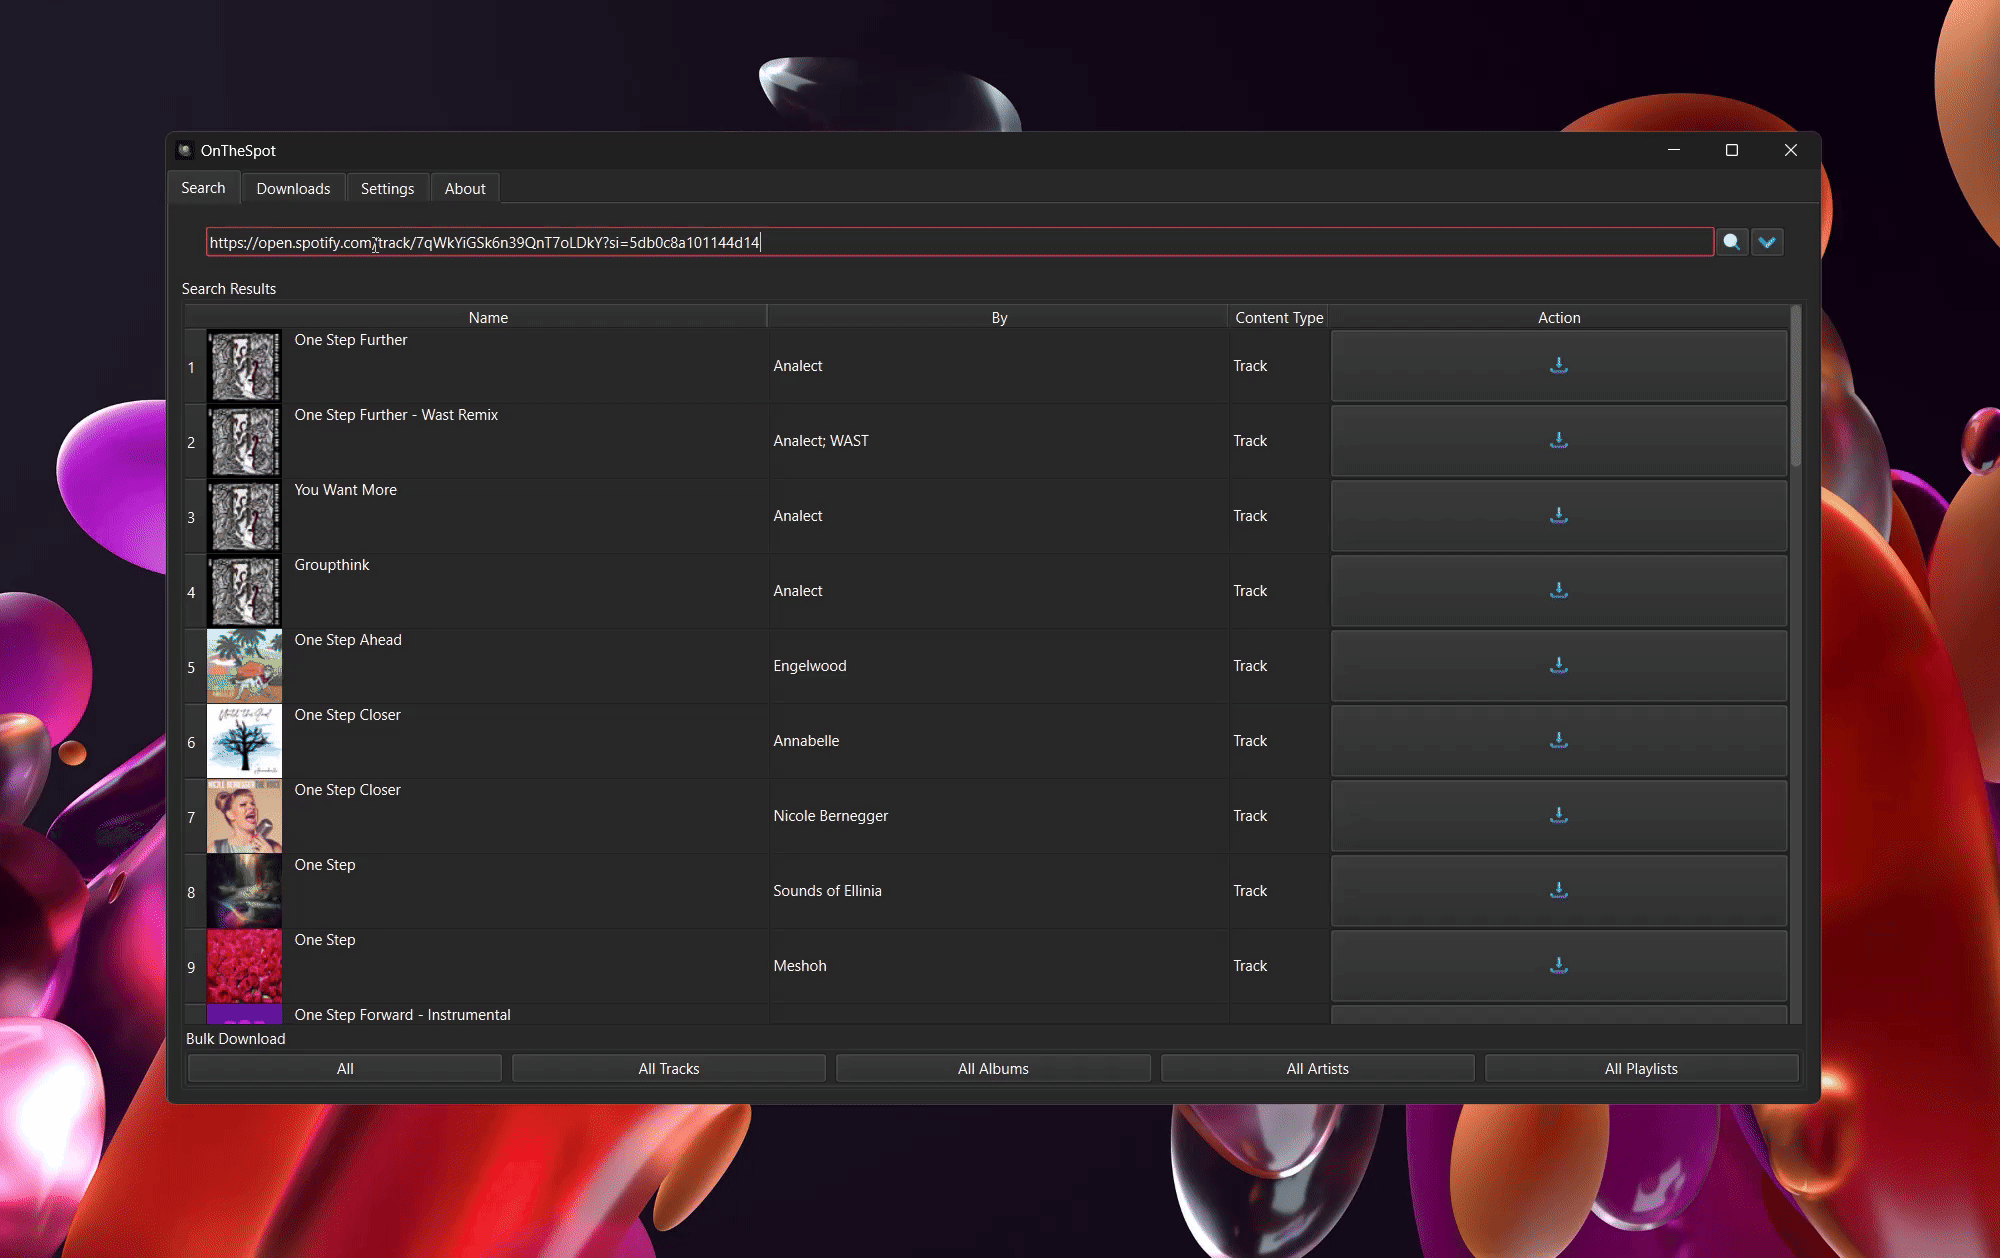 OnTheSpot
Search Downloads Settings About
https://open.spotify.com/track/7qWkYiGSk6n39QnT7oLDkY?si=5db0c8a101144d14
Search Results
Name By Content Type Action
1 One Step Further Analect Track
2 One Step Further - Wast Remix Analect; WAST Track
3 You Want More Analect Track
4 Groupthink Analect Track
5 One Step Ahead Engelwood Track
6 One Step Closer Annabelle Track
7 One Step Closer Nicole Bernegger Track
8 One Step Sounds of Ellinia Track
9 One Step Meshoh Track
One Step Forward - Instrumental
Bulk Download
All All Tracks All Albums All Artists All Playlists